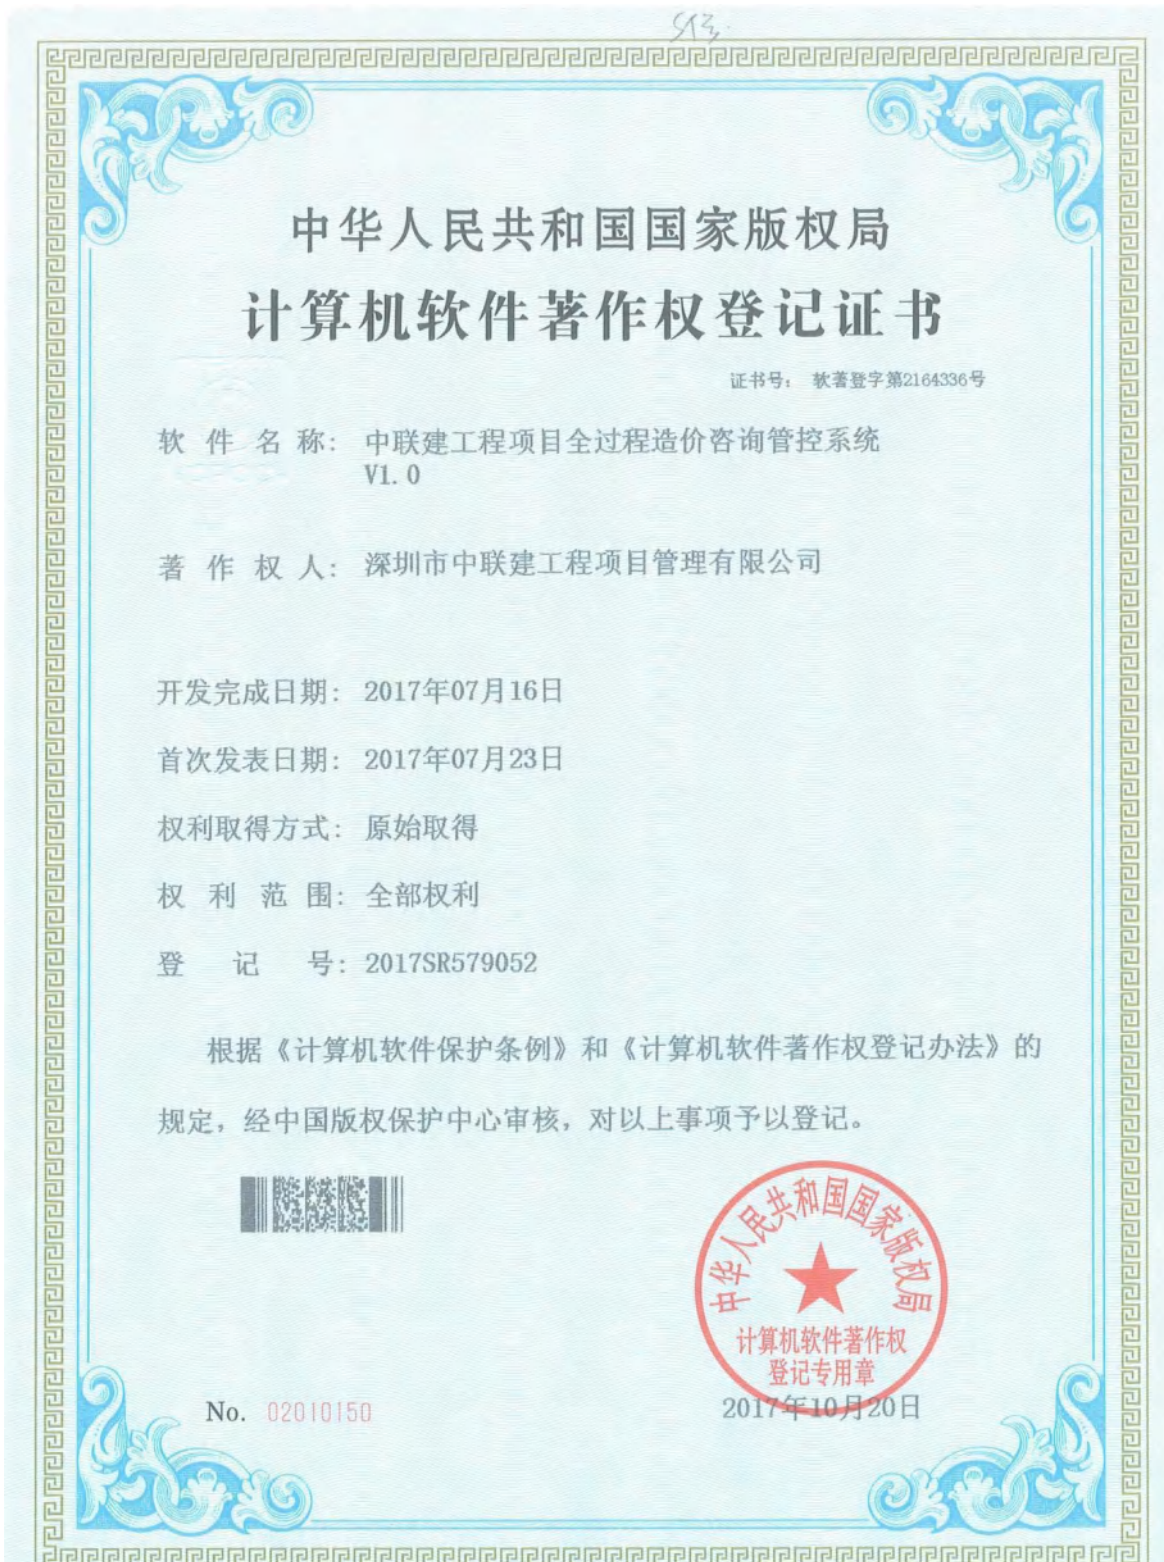 中华人民共和国国家版权局
计算机软件著作权登记证书
证书号： 软著登字第2164336号
软件名称： 中联建工程项目全过程造价咨询管控系统
V1.0
著作权人： 深圳市中联建工程项目管理有限公司
开发完成日期： 2017年07月16日
首次发表日期： 2017年07月23日
权利取得方式： 原始取得
权利范围： 全部权利
登记号： 2017SR579052
根据《计算机软件保护条例》和《计算机软件著作权登记办法》的
规定，经中国版权保护中心审核，对以上事项予以登记。
中华人民共和国国家版权局
计算机软件著作权
登记专用章
No. 02010150
2017年10月20日